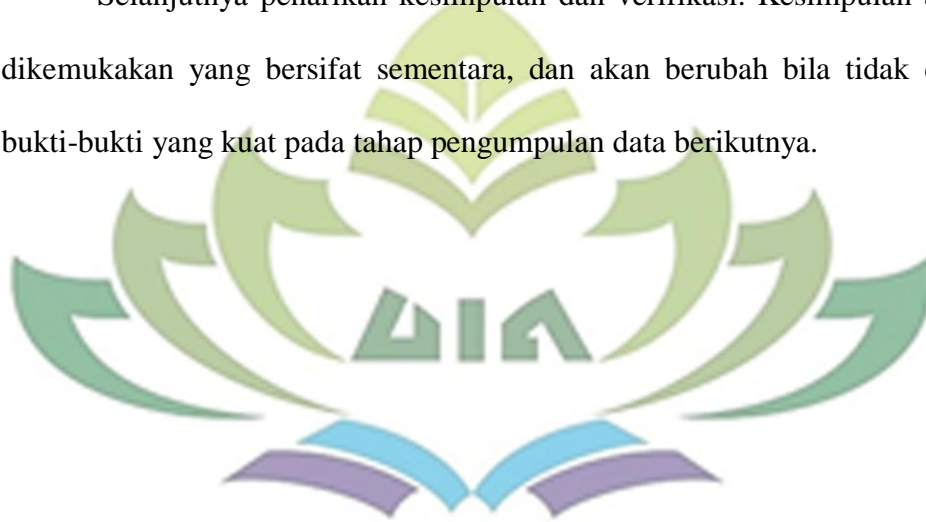 Selanjutnya penarikan kesimpulan dan verifikasi. Kesimpulan
dikemukakan yang bersifat sementara, dan akan berubah bila tidak
bukti-bukti yang kuat pada tahap pengumpulan data berikutnya.
UIN